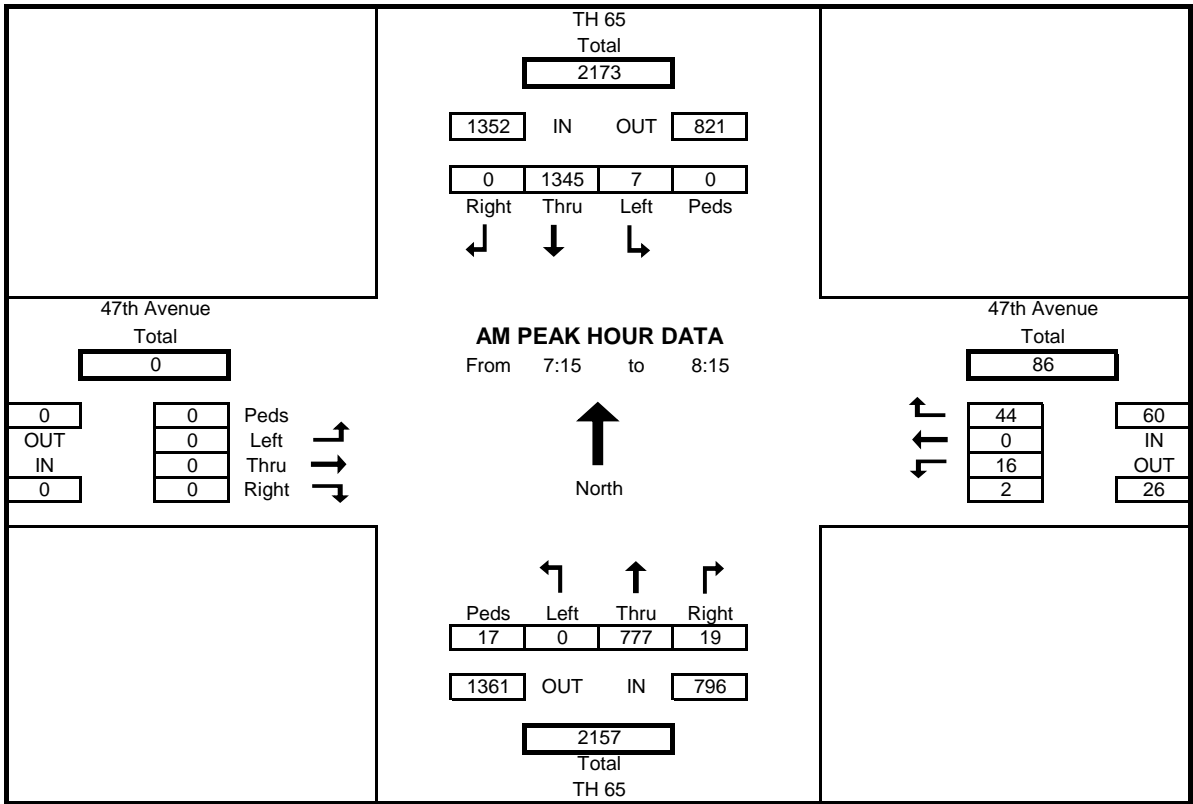 TH 65
Total
2173
1352 IN OUT 821
0 1345 7 0
Right Thru Left Peds
47th Avenue
Total
0
0 0 Peds
OUT 0 Left
IN 0 Thru
0 0 Right
AM PEAK HOUR DATA
From 7:15 to 8:15
North
47th Avenue
Total
86
44 60
0 IN
16 OUT
2 26
Peds Left Thru Right
17 0 777 19
1361 OUT IN 796
2157
Total
TH 65